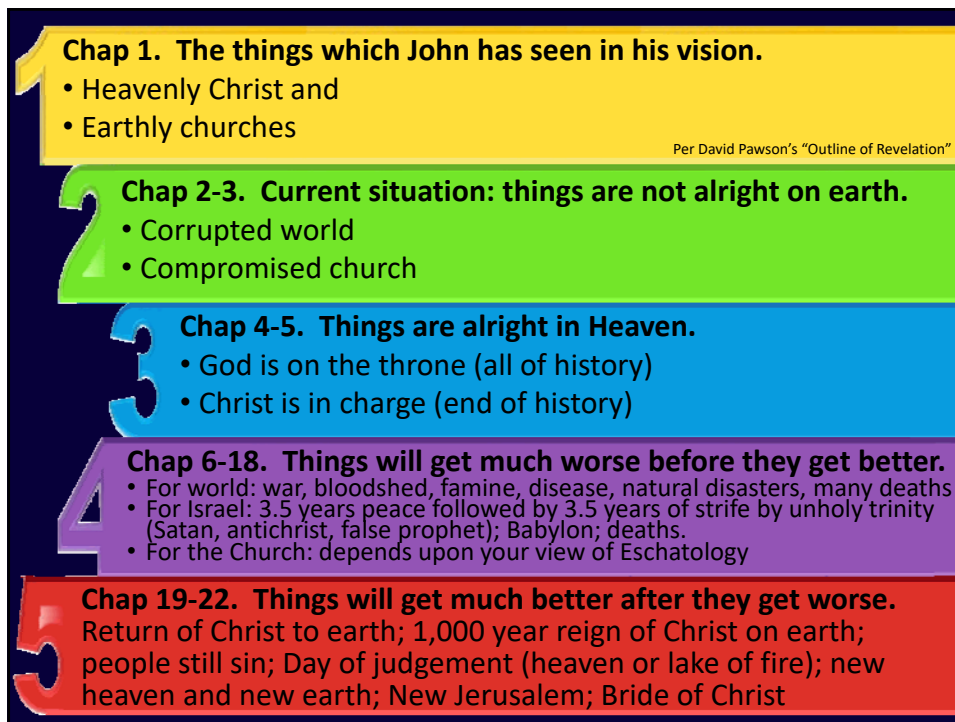 1
Chap 1. The things which John has seen in his vision.
• Heavenly Christ and
• Earthly churches
Per David Pawson's "Outline of Revelation"
2
Chap 2-3. Current situation: things are not alright on earth.
• Corrupted world
• Compromised church
3
Chap 4-5. Things are alright in Heaven.
• God is on the throne (all of history)
• Christ is in charge (end of history)
4
Chap 6-18. Things will get much worse before they get better.
• For world: war, bloodshed, famine, disease, natural disasters, many deaths
• For Israel: 3.5 years peace followed by 3.5 years of strife by unholy trinity
(Satan, antichrist, false prophet); Babylon; deaths.
• For the Church: depends upon your view of Eschatology
5
Chap 19-22. Things will get much better after they get worse.
Return of Christ to earth; 1,000 year reign of Christ on earth;
people still sin; Day of judgement (heaven or lake of fire); new
heaven and new earth; New Jerusalem; Bride of Christ